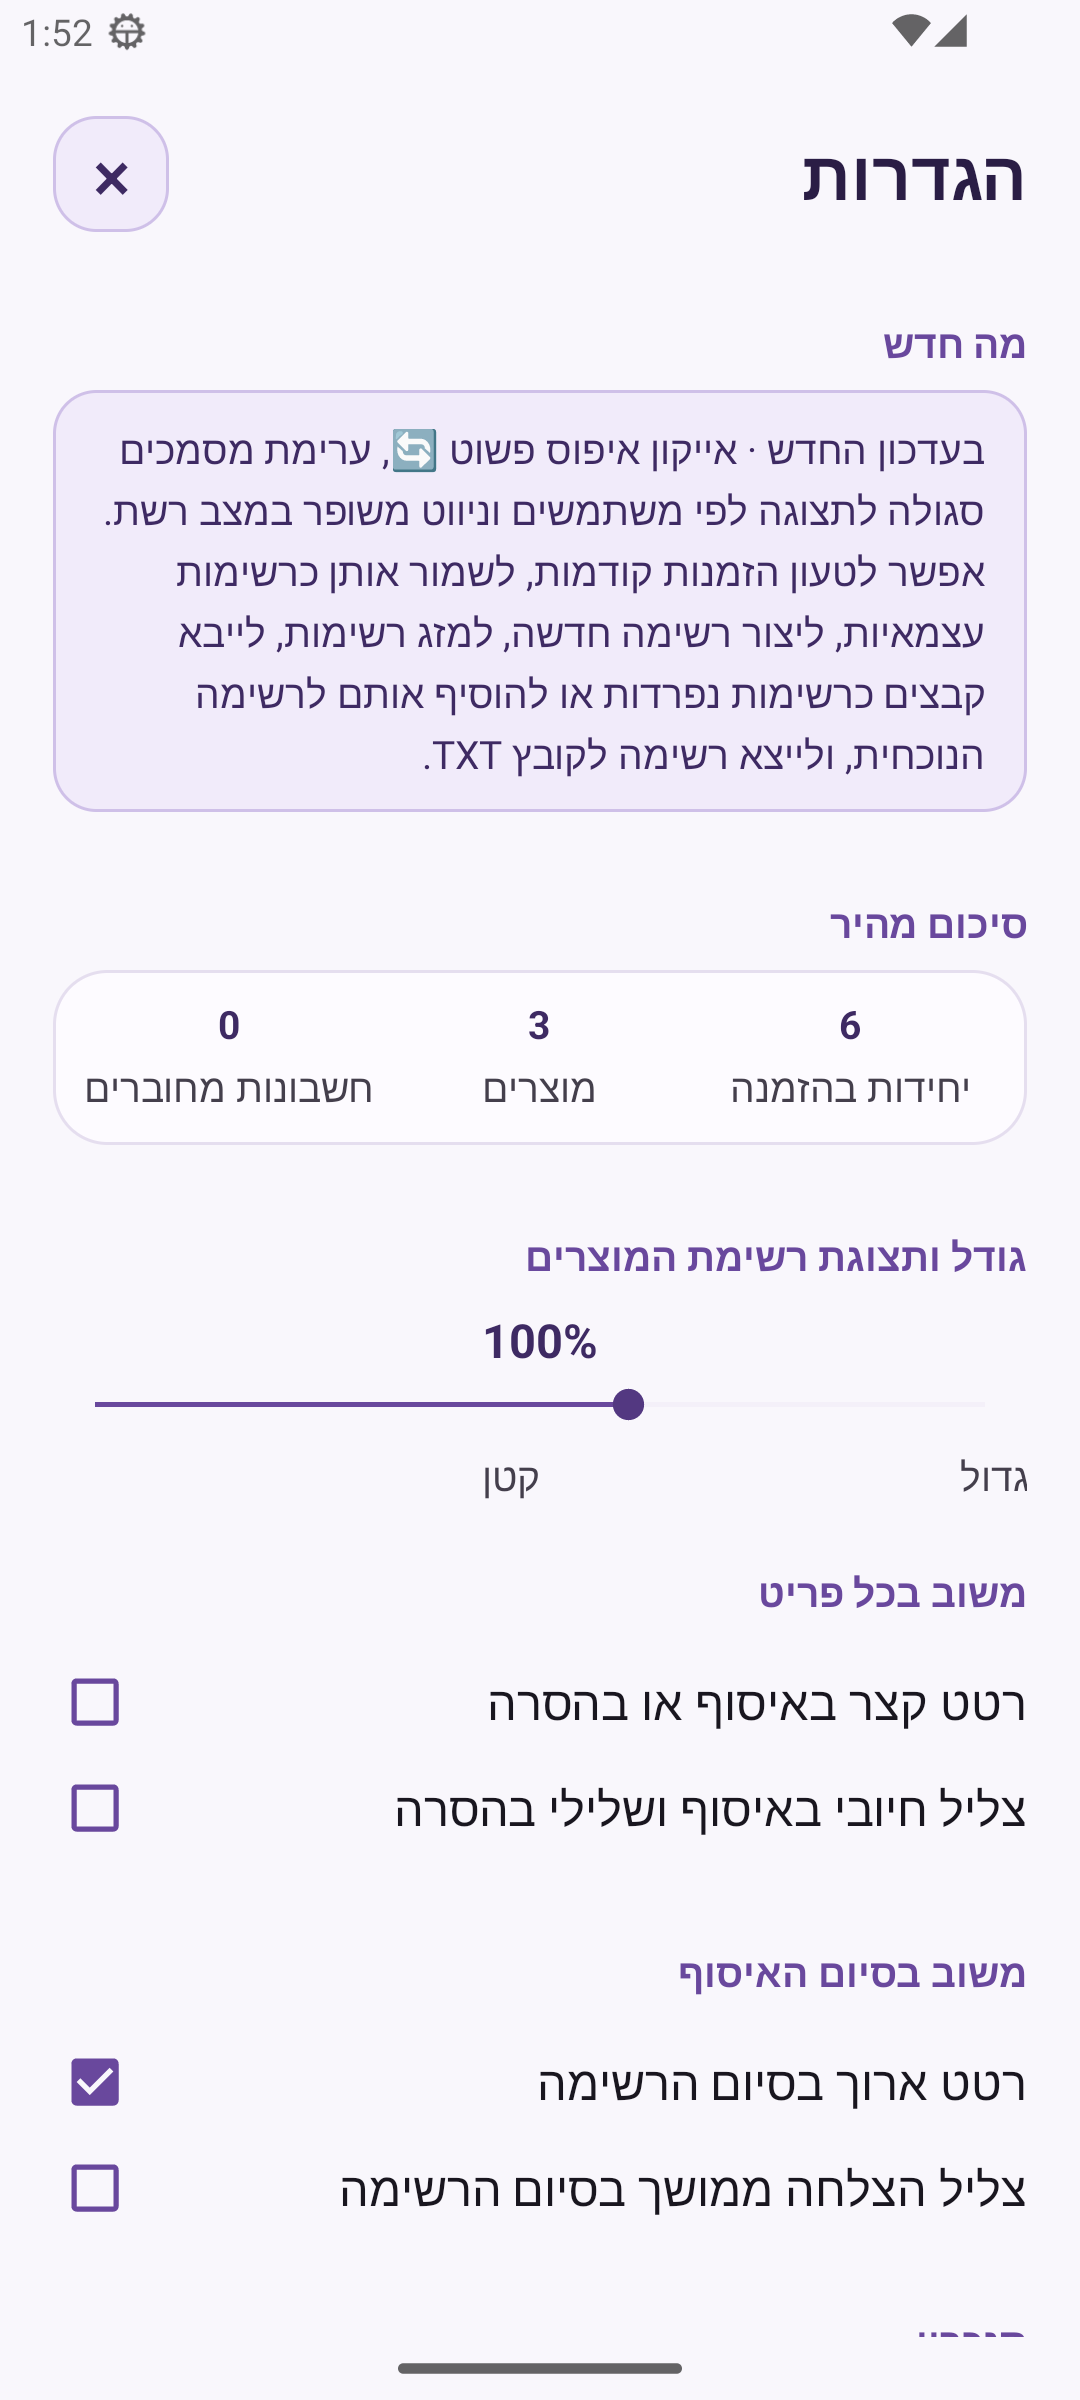 1:52
הגדרות
×
מה חדש
בעדכון החדש · אייקון איפוס פשוט 🔄, ערימת מסמכים
סגולה לתצוגה לפי משתמשים וניווט משופר במצב רשת.
אפשר לטעון הזמנות קודמות, לשמור אותן כרשימות
עצמאיות, ליצור רשימה חדשה, למזג רשימות, לייבא
קבצים כרשימות נפרדות או להוסיף אותם לרשימה
הנוכחית, ולייצא רשימה לקובץ TXT.
סיכום מהיר
6 3 0
יחידות בהזמנה מוצרים חשבונות מחוברים
גודל ותצוגת רשימת המוצרים
100%
גדול קטן
משוב בכל פריט
רטט קצר באיסוף או בהסרה
צליל חיובי באיסוף ושלילי בהסרה
משוב בסיום האיסוף
רטט ארוך בסיום הרשימה
צליל הצלחה ממושך בסיום הרשימה